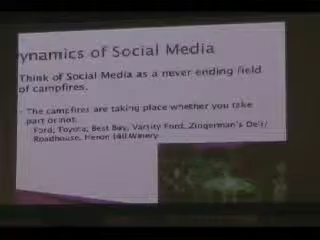 ynamics of Social Media
Think of Social Media as a never ending field
of campfires.
- The campfires are taking place whether you take
part or not.
Ford, Toyota, Best Buy, Varsity Ford, Zingerman's Deli/
Roadhouse, Heron Hill Winery